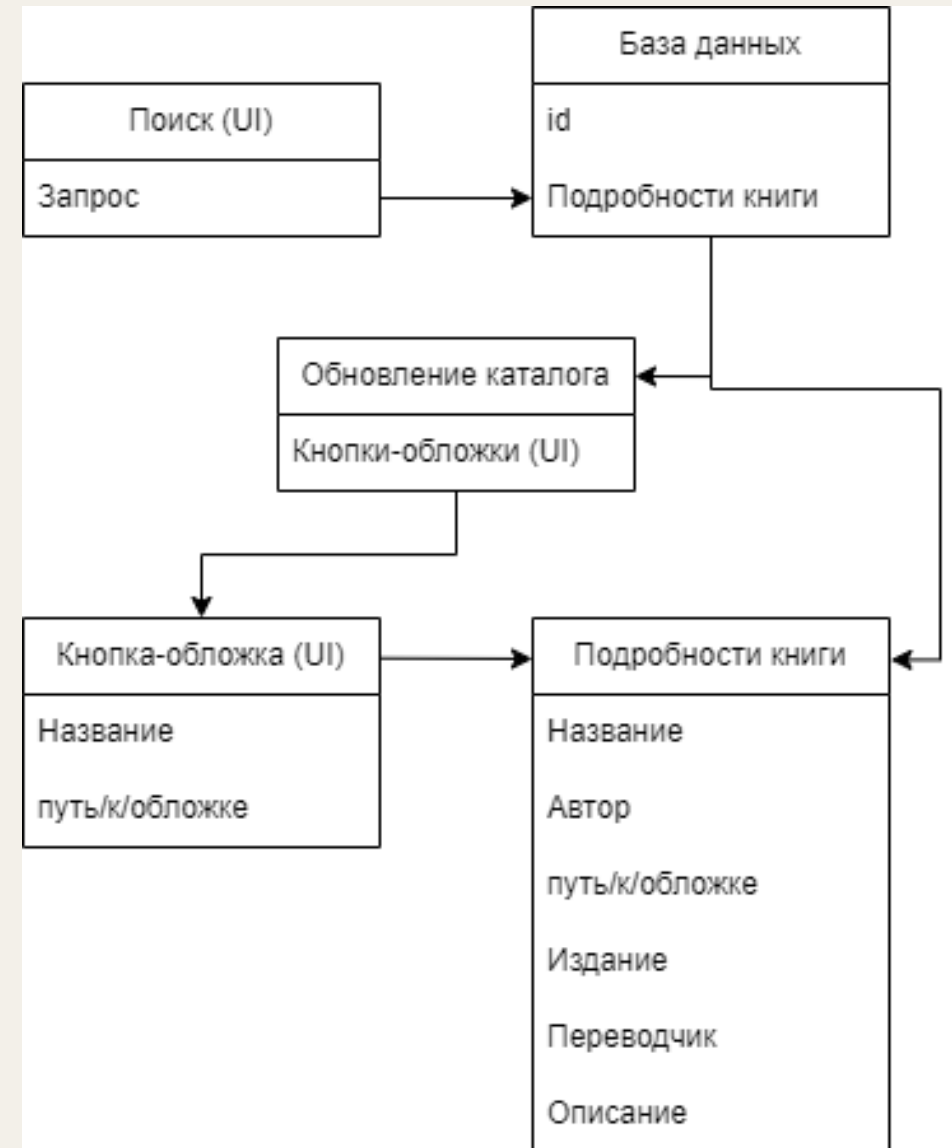 База данных
id
Подробности книги
Поиск (UI)
Запрос
Обновление каталога
Кнопки-обложки (UI)
Кнопка-обложка (UI)
Название
путь/к/обложке
Подробности книги
Название
Автор
путь/к/обложке
Издание
Переводчик
Описание